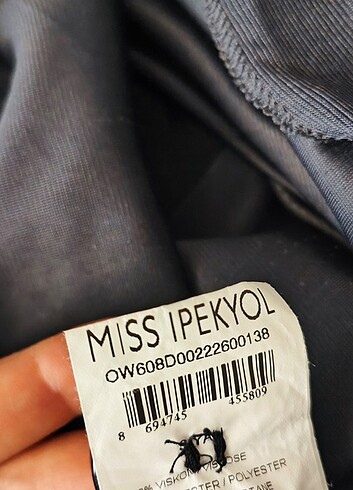 MISS IPEKYOL
OW608D00222600138
8 694745 455809
VISKON / VISCOSE
/ POLYESTER